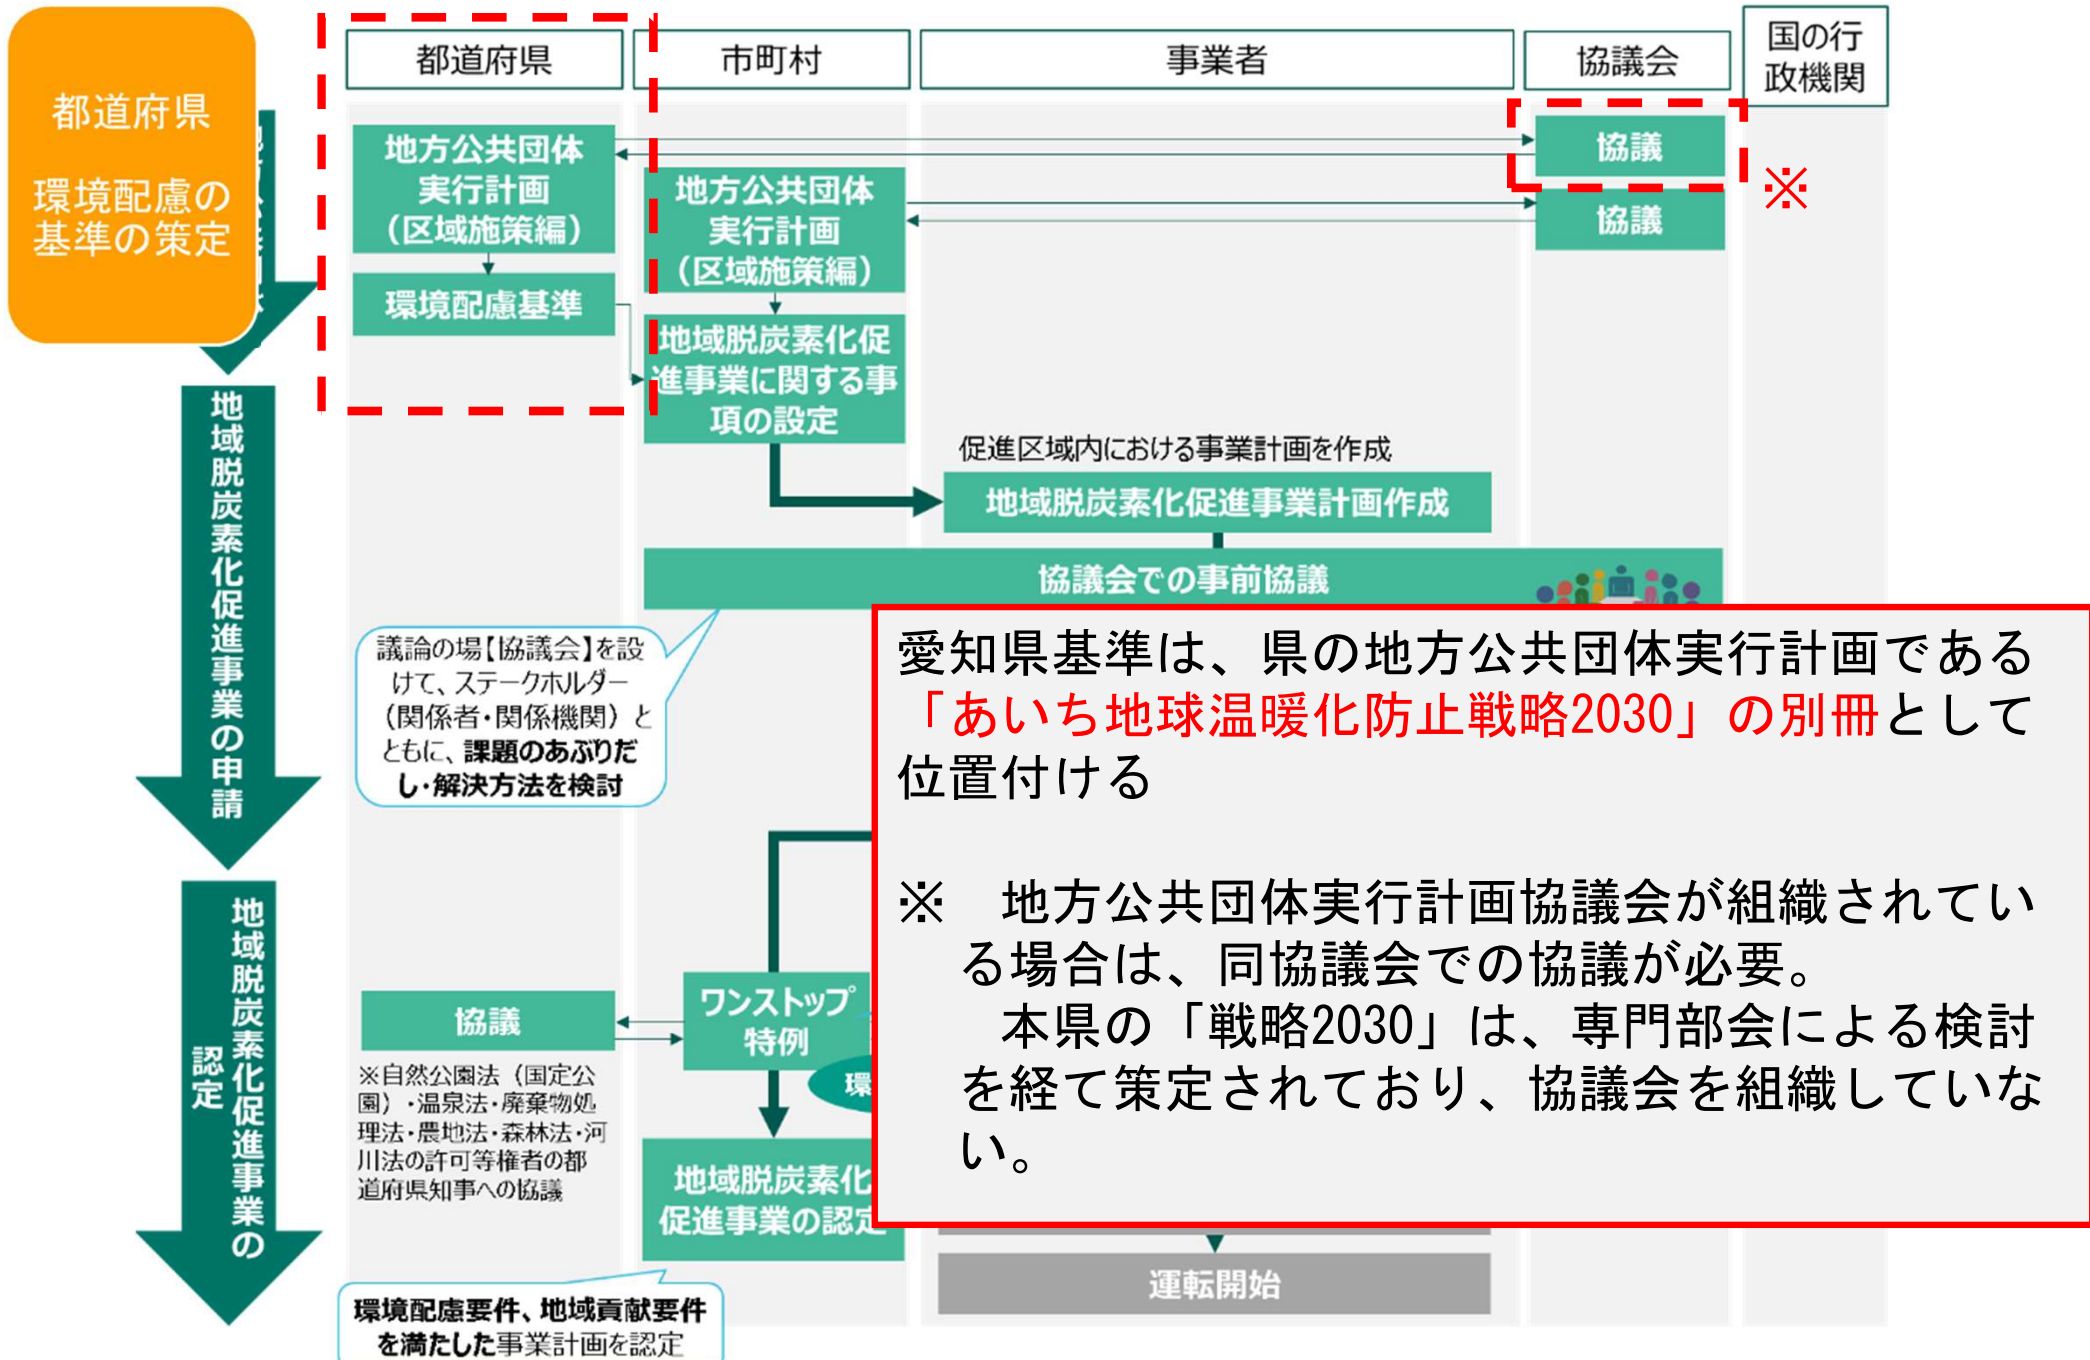 都道府県
環境配慮の
基準の策定
都道府県
市町村
事業者
協議会
国の行
政機関
地方公共団体
実行計画
（区域施策編）
環境配慮基準
地方公共団体
実行計画
（区域施策編）
地域脱炭素化促
進事業に関する事
項の設定
協議
※
協議
促進区域内における事業計画を作成
地域脱炭素化促進事業計画作成
協議会での事前協議
地域脱炭素化促進事業の申請
議論の場【協議会】を設
けて、ステークホルダー
（関係者・関係機関）と
ともに、課題のあぶりだ
し・解決方法を検討
愛知県基準は、県の地方公共団体実行計画である
「あいち地球温暖化防止戦略2030」の別冊として
位置付ける
※　地方公共団体実行計画協議会が組織されてい
る場合は、同協議会での協議が必要。
本県の「戦略2030」は、専門部会による検討
を経て策定されており、協議会を組織していな
い。
地域脱炭素化促進事業の
認定
協議
※自然公園法（国定公
園）・温泉法・廃棄物処
理法・農地法・森林法・河
川法の許可等権者の都
道府県知事への協議
ワンストップ
特例
環
地域脱炭素化
促進事業の認定
運転開始
環境配慮要件、地域貢献要件
を満たした事業計画を認定